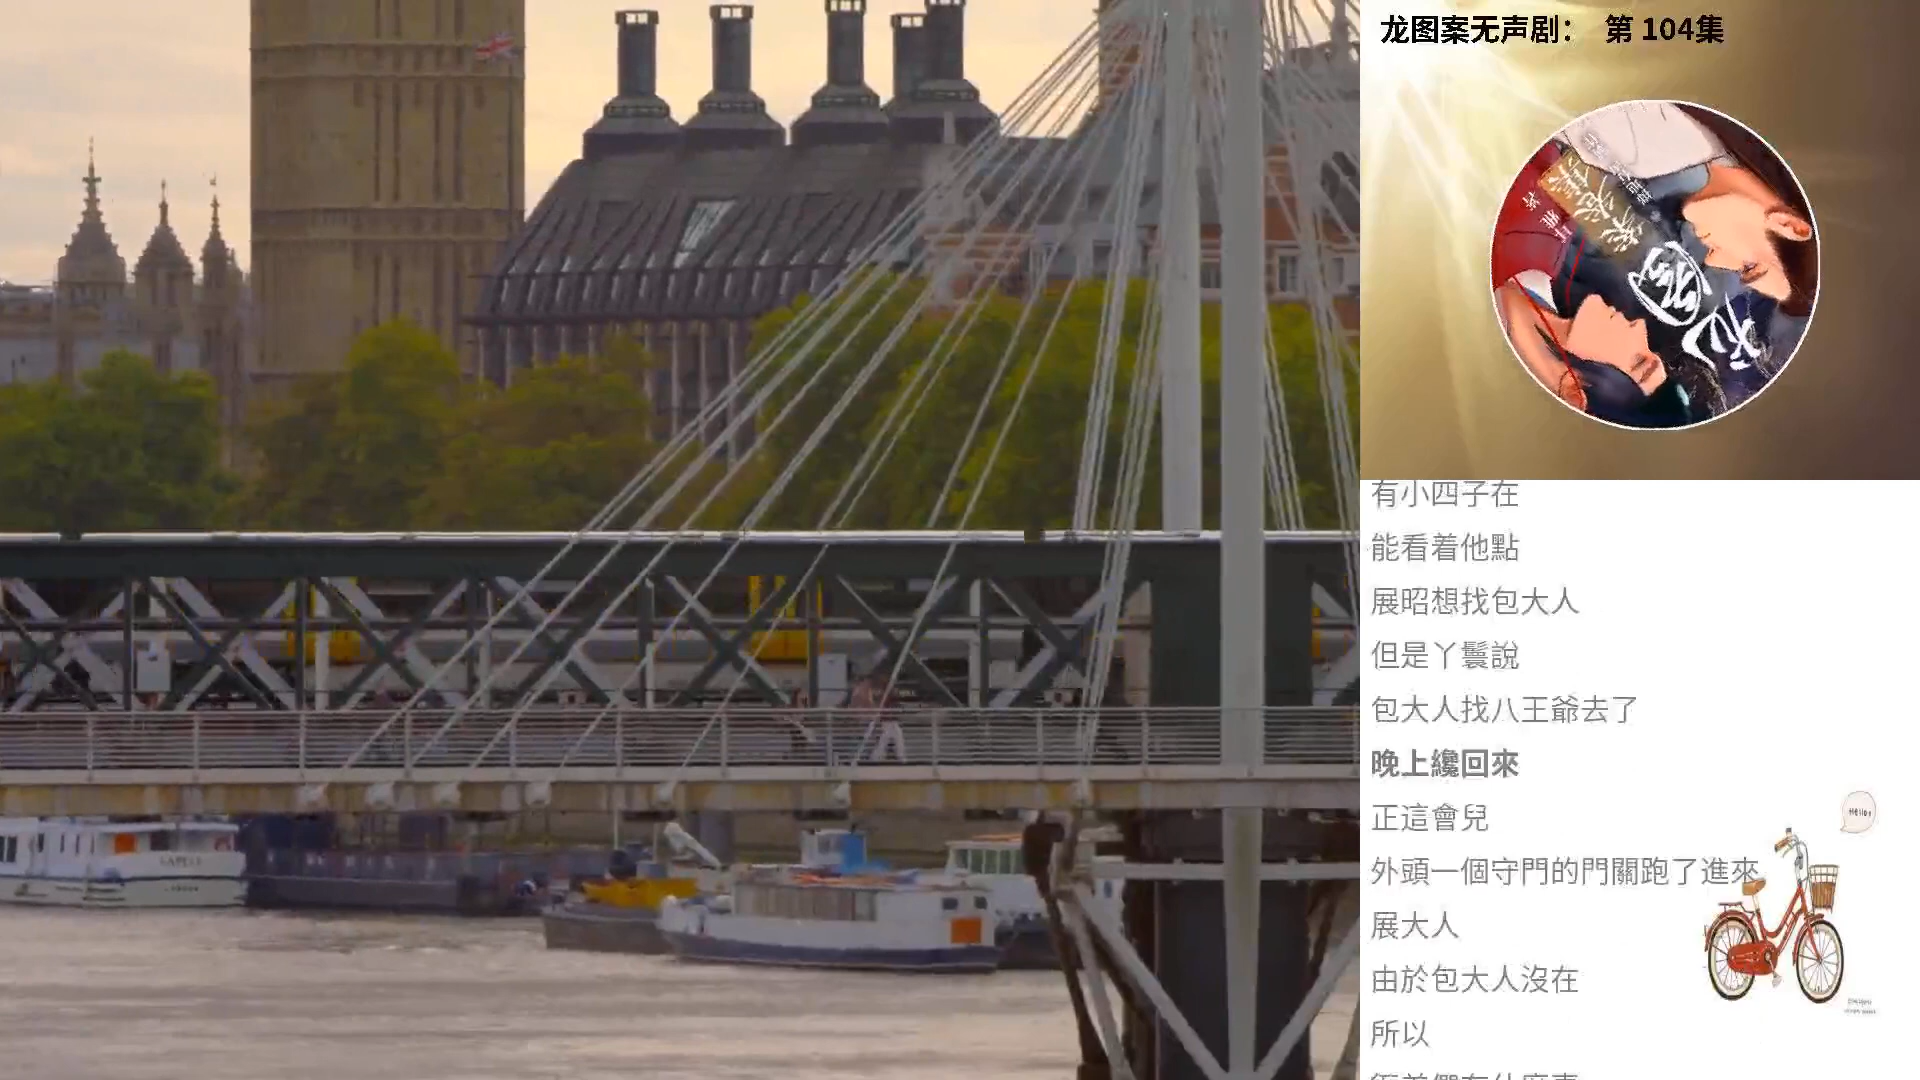 龙图案无声剧： 第 104集
有小四子在
能看着他點
展昭想找包大人
但是丫鬟說
包大人找八王爺去了
晚上纔回來
正這會兒
外頭一個守門的門關跑了進來
Hello!
展大人
由於包大人沒在
所以